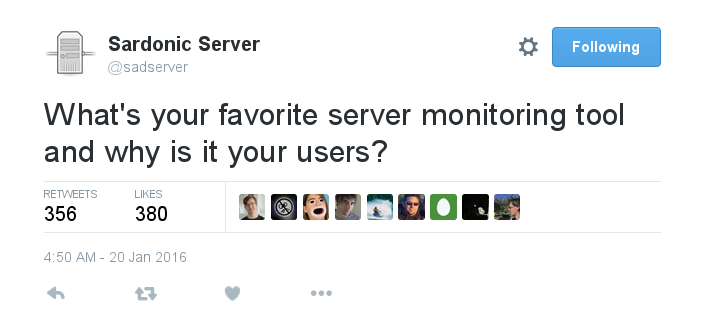 Sardonic Server
@sadserver
Following
What's your favorite server monitoring tool
and why is it your users?
RETWEETS
356
LIKES
380
4:50 AM - 20 Jan 2016